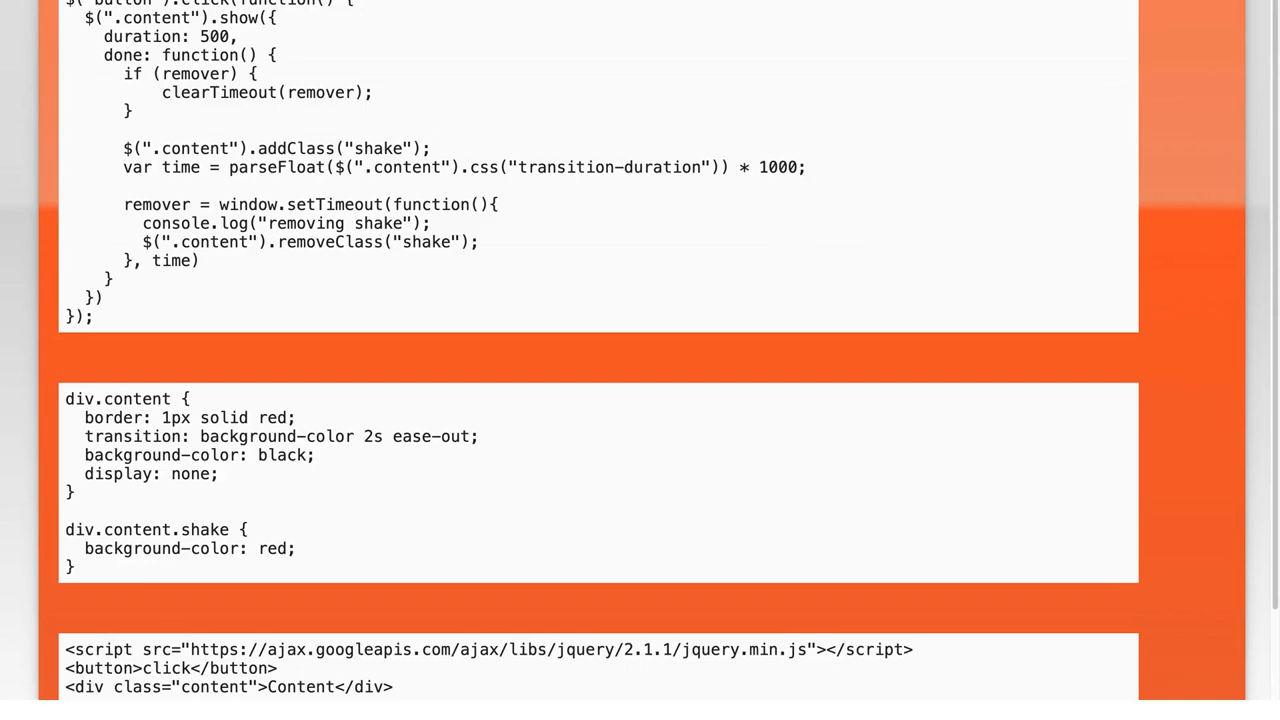 $("button").click(function() {
  $(".content").show({
    duration: 500,
    done: function() {
      if (remover) {
          clearTimeout(remover);
      }

      $(".content").addClass("shake");
      var time = parseFloat($(".content").css("transition-duration")) * 1000;

      remover = window.setTimeout(function(){
        console.log("removing shake");
        $(".content").removeClass("shake");
      }, time)
    }
  })
});

div.content {
  border: 1px solid red;
  transition: background-color 2s ease-out;
  background-color: black;
  display: none;
}

div.content.shake {
  background-color: red;
}

<script src="https://ajax.googleapis.com/ajax/libs/jquery/2.1.1/jquery.min.js"></script>
<button>click</button>
<div class="content">Content</div>